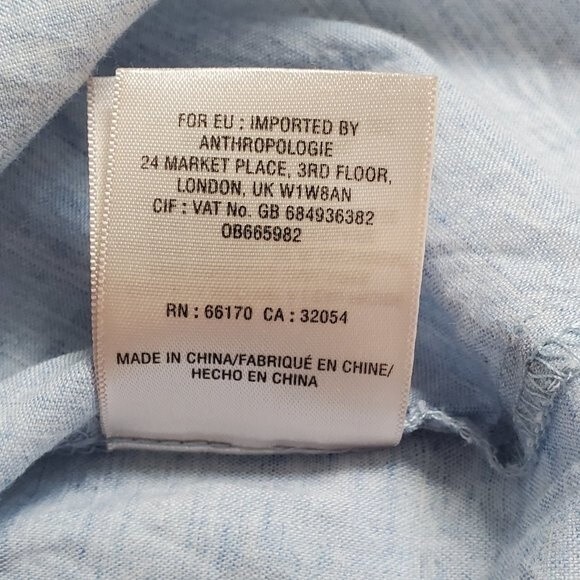 FOR EU : IMPORTED BY
ANTHROPOLOGIE
24 MARKET PLACE, 3RD FLOOR,
LONDON, UK W1W8AN
CIF : VAT No. GB 684936382
OB665982
RN : 66170 CA : 32054
MADE IN CHINA/FABRIQUÉ EN CHINE/
HECHO EN CHINA